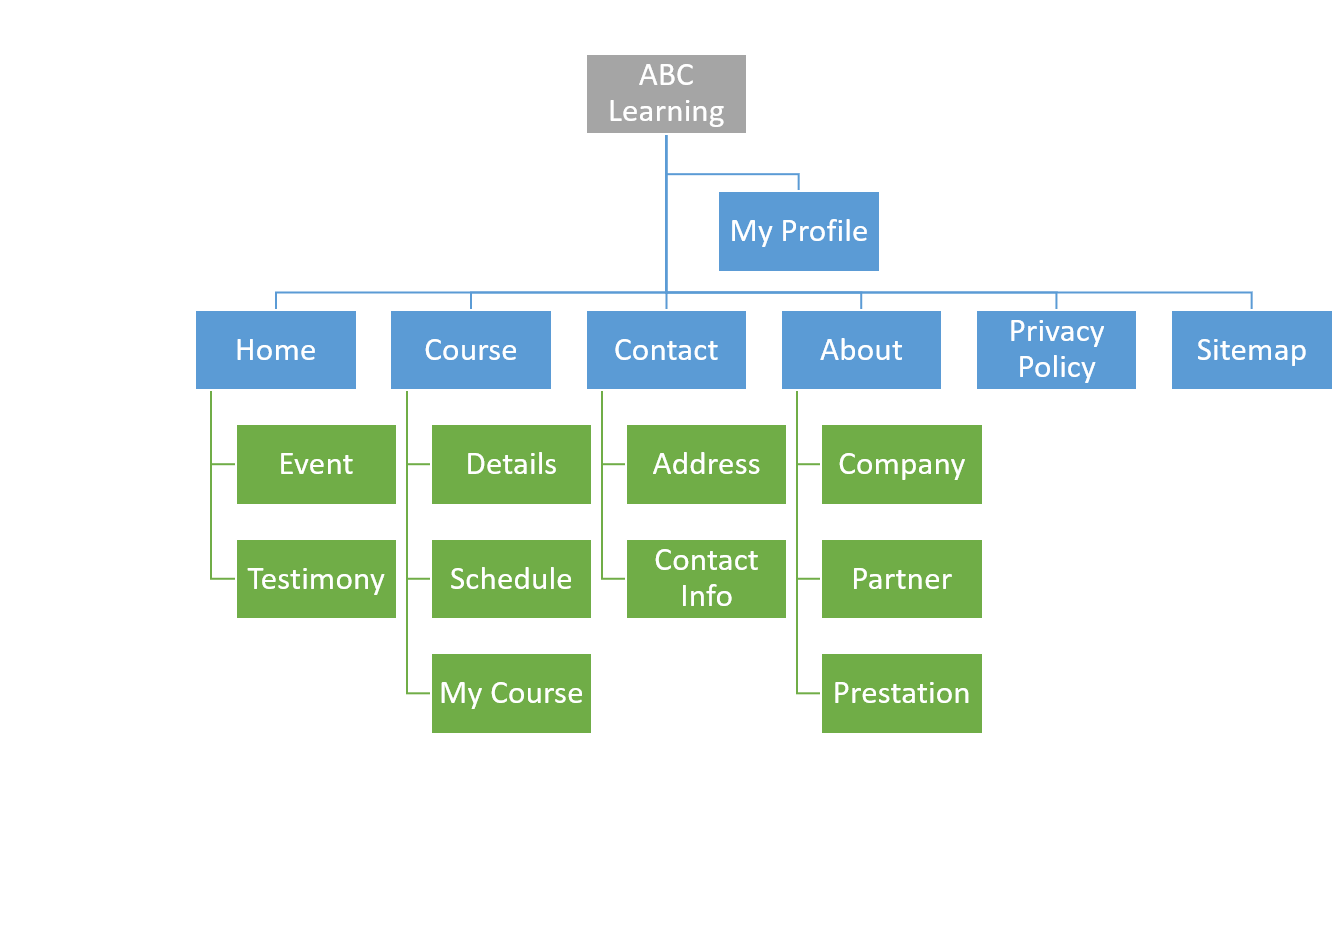 ABC
Learning
My Profile
Home
Course
Contact
About
Privacy
Policy
Sitemap
Event
Details
Address
Company
Testimony
Schedule
Contact
Info
Partner
My Course
Prestation